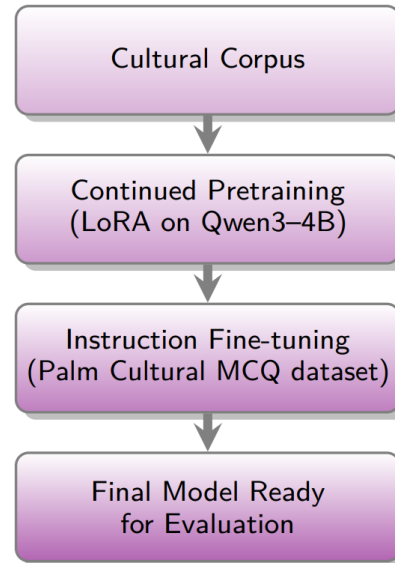 Cultural Corpus
Continued Pretraining
(LoRA on Qwen3–4B)
Instruction Fine-tuning
(Palm Cultural MCQ dataset)
Final Model Ready
for Evaluation